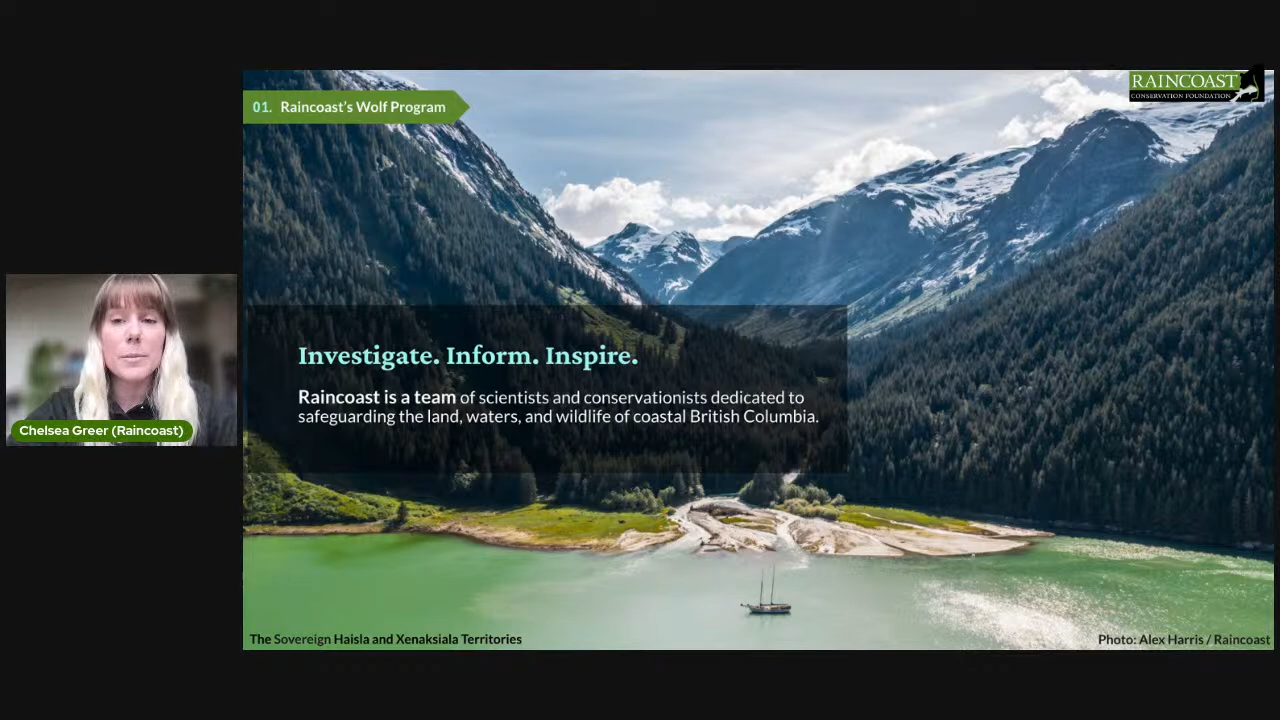 01. Raincoast's Wolf Program
RAINCOAST
CONSERVATION FOUNDATION
Investigate. Inform. Inspire.
Raincoast is a team of scientists and conservationists dedicated to
safeguarding the land, waters, and wildlife of coastal British Columbia.
Chelsea Greer (Raincoast)
The Sovereign Haisla and Xenaksiala Territories
Photo: Alex Harris / Raincoast